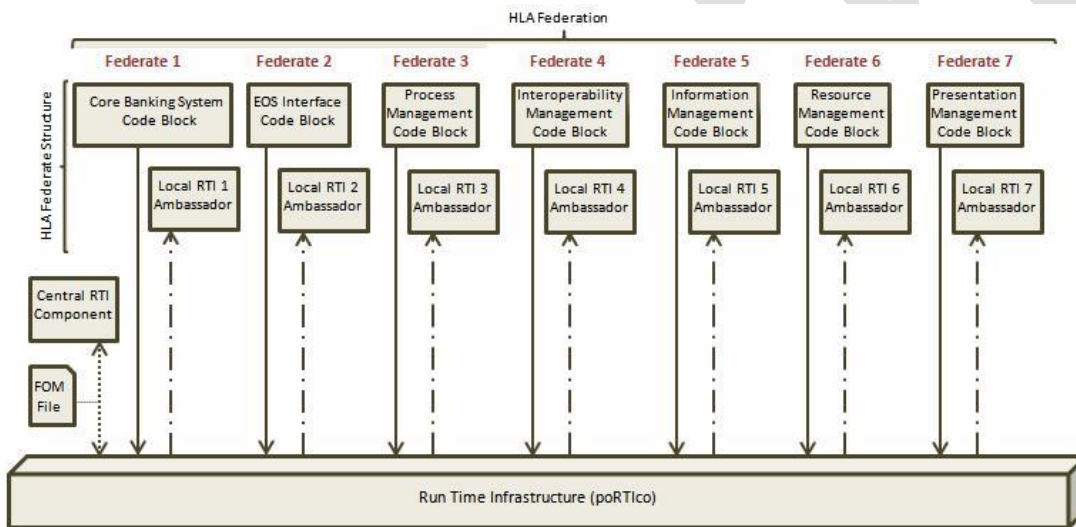 HLA Federation
Federate 1
Federate 2
Federate 3
Federate 4
Federate 5
Federate 6
Federate 7
HLA Federate Structure
Core Banking System
Code Block
EOS Interface
Code Block
Process
Management
Code Block
Interoperability
Management
Code Block
Information
Management
Code Block
Resource
Management
Code Block
Presentation
Management
Code Block
Local RTI 1
Ambassador
Local RTI 2
Ambassador
Local RTI 3
Ambassador
Local RTI 4
Ambassador
Local RTI 5
Ambassador
Local RTI 6
Ambassador
Local RTI 7
Ambassador
Central RTI
Component
FOM
File
Run Time Infrastructure (poRTIco)